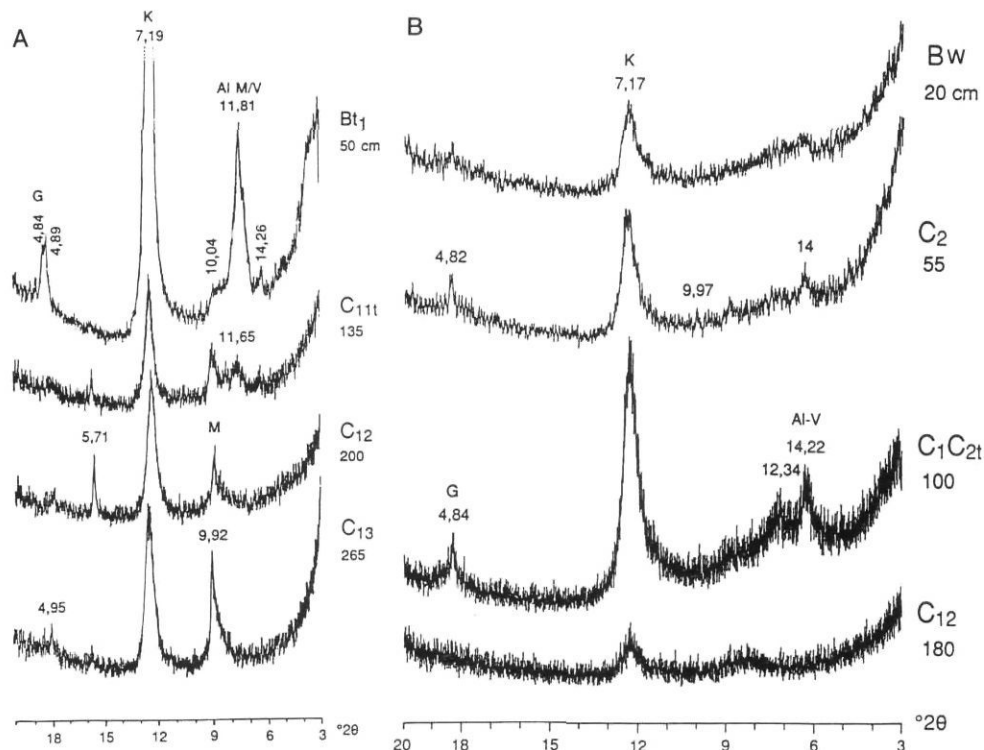 A
K
7,19
Al M/V
11,81
Bt1
50 cm
G
4,84
4,89
10,04
14,26
C11t
135
11,65
C12
200
5,71
M
C13
265
9,92
4,95
18 15 12 9 6 3 °2θ
B
K
7,17
Bw
20 cm
C2
55
4,82
9,97
14
Al-V
14,22
12,34
C1C2t
100
G
4,84
C12
180
20 18 15 12 9 6 3 °2θ